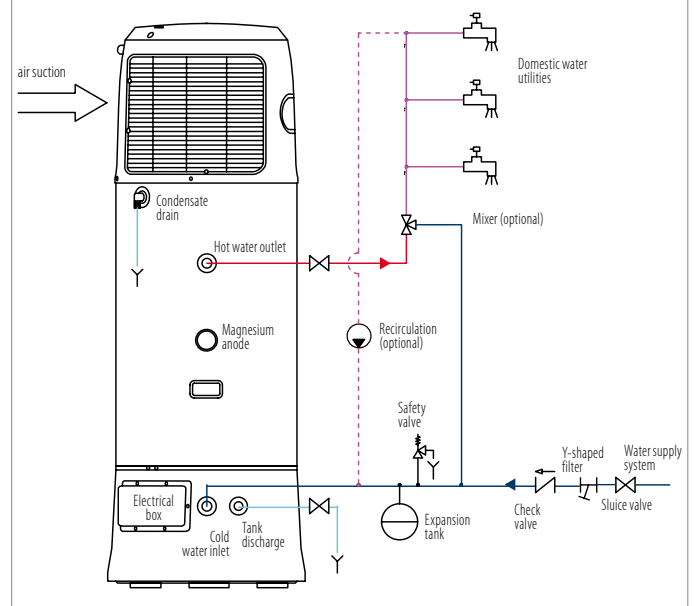 air suction
Domestic water
utilities
Condensate
drain
Mixer (optional)
Hot water outlet
Magnesium
anode
Recirculation
(optional)
Safety
valve
Y-shaped
filter
Water supply
system
Electrical
box
Cold
water inlet
Tank
discharge
Expansion
tank
Check
valve
Sluice valve